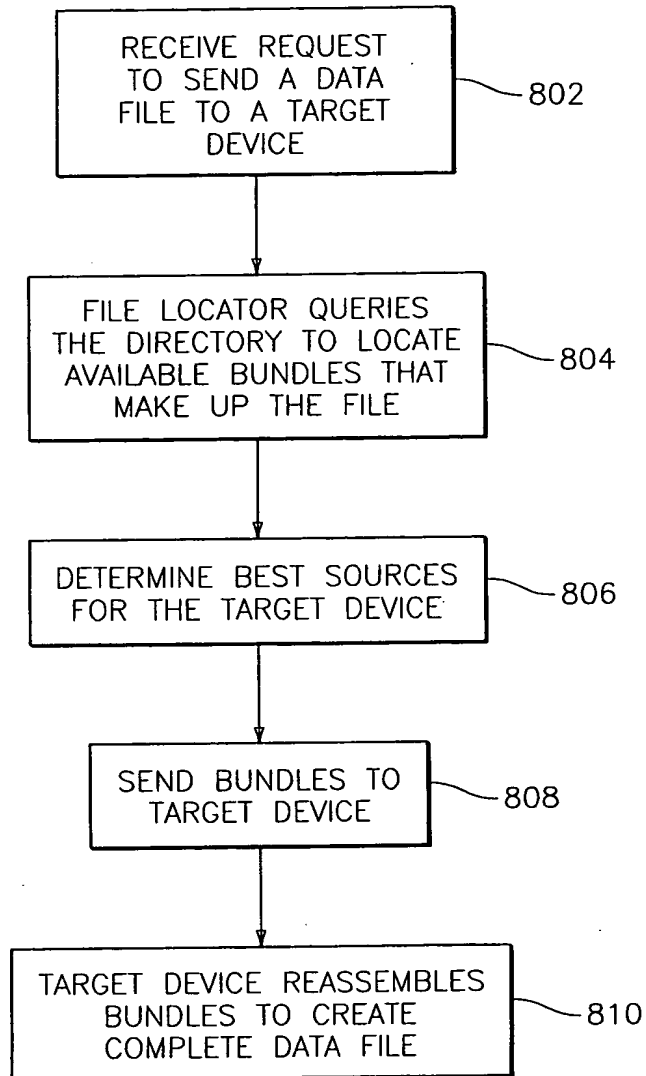 RECEIVE REQUEST
TO SEND A DATA
FILE TO A TARGET
DEVICE
802
FILE LOCATOR QUERIES
THE DIRECTORY TO LOCATE
AVAILABLE BUNDLES THAT
MAKE UP THE FILE
804
DETERMINE BEST SOURCES
FOR THE TARGET DEVICE
806
SEND BUNDLES TO
TARGET DEVICE
808
TARGET DEVICE REASSEMBLES
BUNDLES TO CREATE
COMPLETE DATA FILE
810